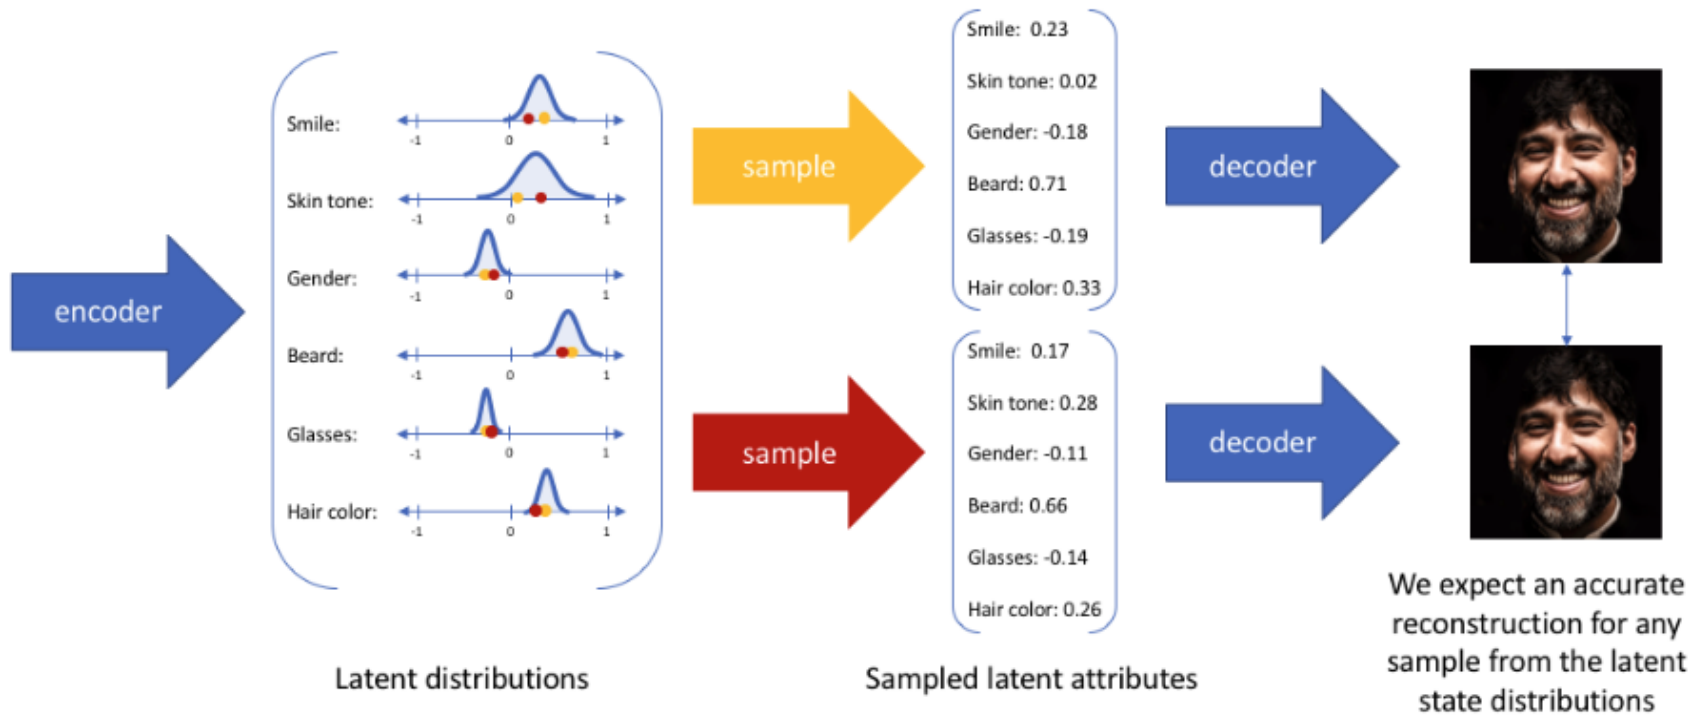 encoder
Smile:
-1 0 1
Skin tone:
-1 0 1
Gender:
-1 0 1
Beard:
-1 0 1
Glasses:
-1 0 1
Hair color:
-1 0 1
Latent distributions
sample
sample
Smile: 0.23
Skin tone: 0.02
Gender: -0.18
Beard: 0.71
Glasses: -0.19
Hair color: 0.33
Smile: 0.17
Skin tone: 0.28
Gender: -0.11
Beard: 0.66
Glasses: -0.14
Hair color: 0.26
Sampled latent attributes
decoder
decoder
We expect an accurate
reconstruction for any
sample from the latent
state distributions